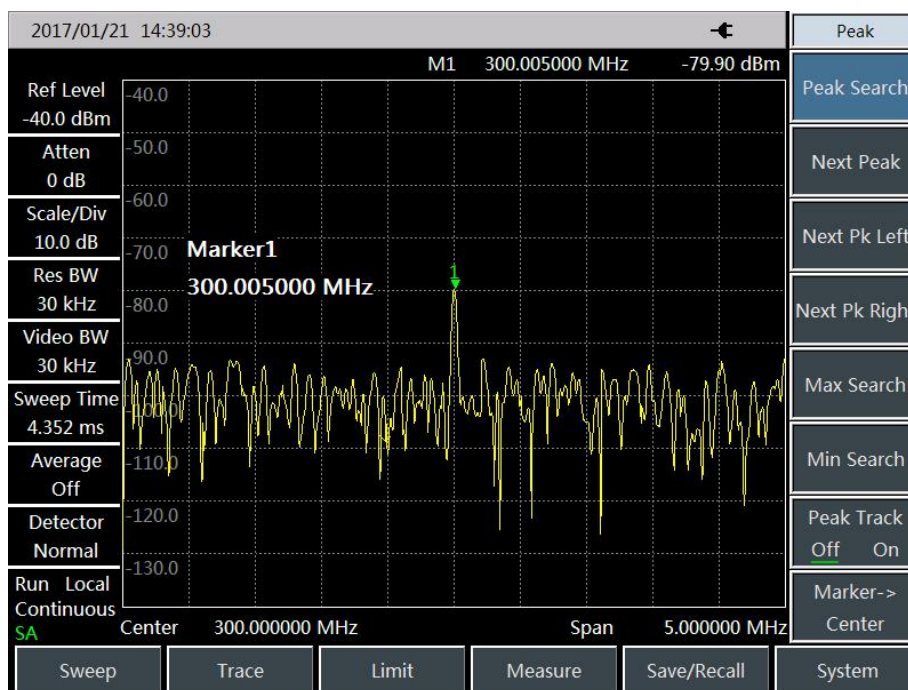 2017/01/21 14:39:03
Peak
M1 300.005000 MHz -79.90 dBm
Ref Level
-40.0 dBm
Atten
0 dB
Scale/Div
10.0 dB
Res BW
30 kHz
Video BW
30 kHz
Sweep Time
4.352 ms
Average
Off
Detector
Normal
Run Local
Continuous
SA
-40.0
-50.0
-60.0
-70.0
-80.0
-90.0
-100.0
-110.0
-120.0
-130.0
Marker1
300.005000 MHz
1
Center 300.000000 MHz Span 5.000000 MHz
Peak Search
Next Peak
Next Pk Left
Next Pk Righ
Max Search
Min Search
Peak Track
Off On
Marker->
Center
Sweep Trace Limit Measure Save/Recall System